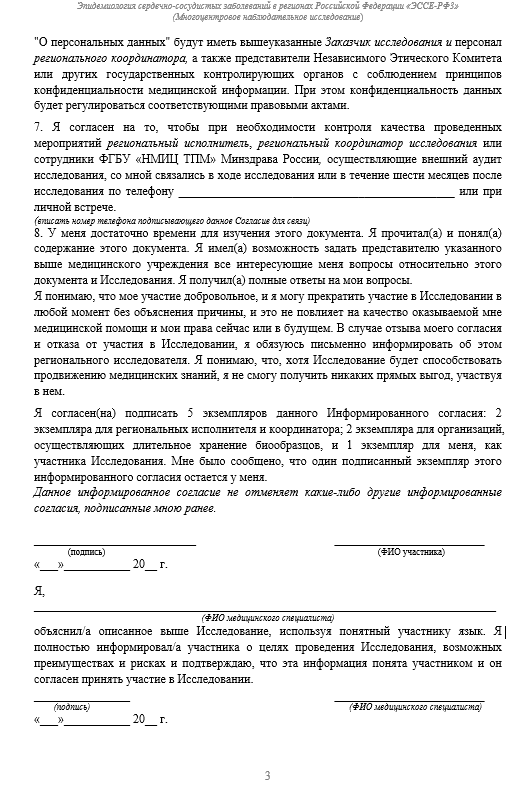 Эпидемиология сердечно-сосудистых заболеваний в регионах Российской Федерации «ЭССЕ-РФ3»
(Многоцентровое наблюдательное исследование)
"О персональных данных" будут иметь вышеуказанные Заказчик исследования и персонал
регионального координатора, а также представители Независимого Этического Комитета
или других государственных контролирующих органов с соблюдением принципов
конфиденциальности медицинской информации. При этом конфиденциальность данных
будет регулироваться соответствующими правовыми актами.
7. Я согласен на то, чтобы при необходимости контроля качества проведенных
мероприятий региональный исполнитель, региональный координатор исследования или
сотрудники ФГБУ «НМИЦ ТПМ» Минздрава России, осуществляющие внешний аудит
исследования, со мной связались в ходе исследования или в течение шести месяцев после
исследования по телефону ______________________________________________ или при
личной встрече.
(вписать номер телефона подписывающего данное Согласие для связи)
8. У меня достаточно времени для изучения этого документа. Я прочитал(а) и понял(а)
содержание этого документа. Я имел(а) возможность задать представителю указанного
выше медицинского учреждения все интересующие меня вопросы относительно этого
документа и Исследования. Я получил(а) полные ответы на мои вопросы.
Я понимаю, что мое участие добровольное, и я могу прекратить участие в Исследовании в
любой момент без объяснения причины, и это не повлияет на качество оказываемой мне
медицинской помощи и мои права сейчас или в будущем. В случае отзыва моего согласия
и отказа от участия в Исследовании, я обязуюсь письменно информировать об этом
регионального исследователя. Я понимаю, что, хотя Исследование будет способствовать
продвижению медицинских знаний, я не смогу получить никаких прямых выгод, участвуя
в нем.
Я согласен(на) подписать 5 экземпляров данного Информированного согласия: 2
экземпляра для региональных исполнителя и координатора; 2 экземпляра для организаций,
осуществляющих длительное хранение биообразцов, и 1 экземпляр для меня, как
участника Исследования. Мне было сообщено, что один подписанный экземпляр этого
информированного согласия остается у меня.
Данное информированное согласие не отменяет какие-либо другие информированные
согласия, подписанные мною ранее.
___________________________ _________________________
(подпись) (ФИО участника)
«___»___________ 20__ г.
Я,
_____________________________________________________________________________
(ФИО медицинского специалиста)
объяснил/а описанное выше Исследование, используя понятный участнику язык. Я
полностью информировал/а участника о целях проведения Исследования, возможных
преимуществах и рисках и подтверждаю, что эта информация понята участником и он
согласен принять участие в Исследовании.
________________ _________________________
(подпись) (ФИО медицинского специалиста)
«___»___________ 20__ г.
3